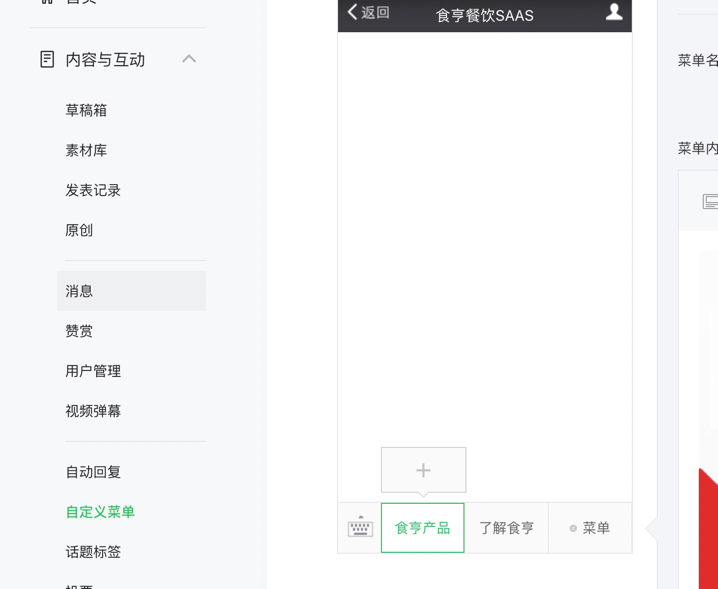 内容与互动
草稿箱
素材库
发表记录
原创
消息
赞赏
用户管理
视频弹幕
自动回复
自定义菜单
话题标签
返回 食亨餐饮SAAS
食亨产品 了解食亨 菜单
菜单名
菜单内